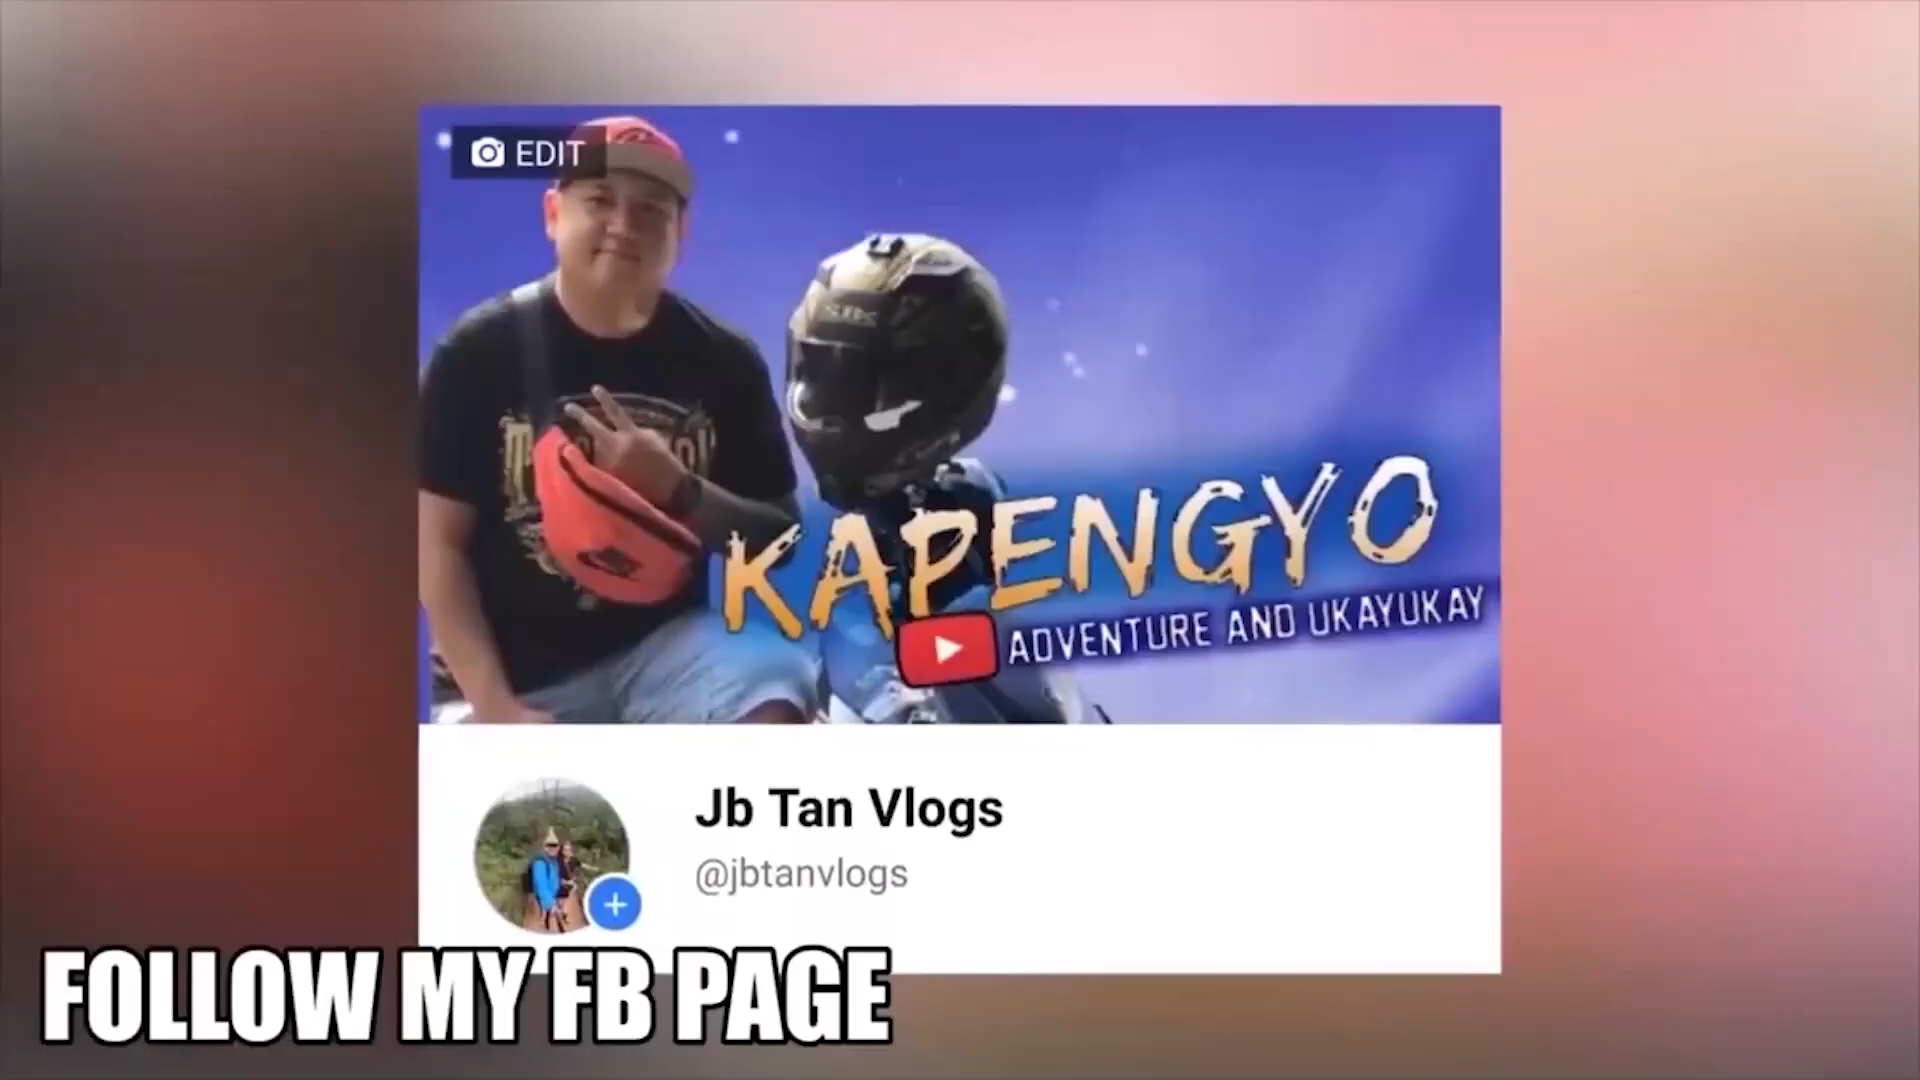 EDIT
KAPENGYO
ADVENTURE AND UKAYUKAY
Jb Tan Vlogs
@jbtanvlogs
FOLLOW MY FB PAGE